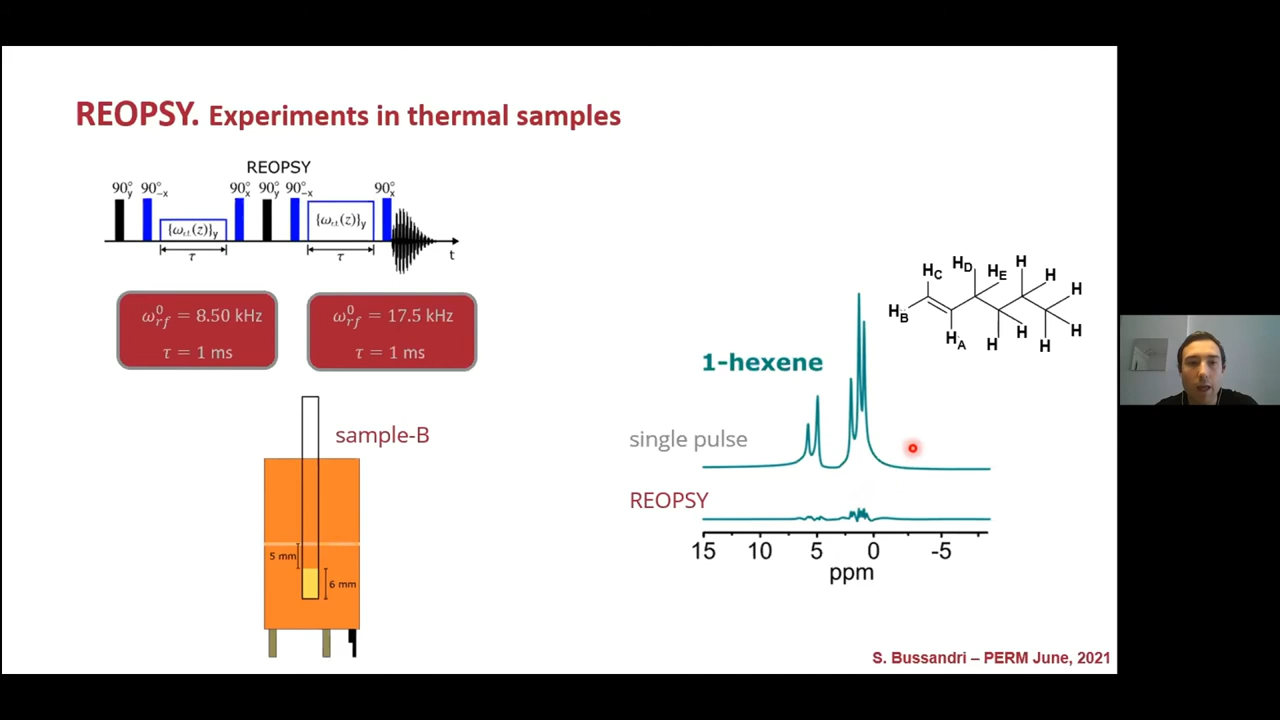 REOPSY. Experiments in thermal samples
REOPSY
90°y 90°-x 90°x 90°y 90°-x 90°x
{ω(z)}y {ω(z)}y
τ τ t
ω⁰rf = 8.50 kHz
τ = 1 ms
ω⁰rf = 17.5 kHz
τ = 1 ms
sample-B
5 mm
6 mm
HC HD HE H H H
HB HA H H H H
1-hexene
single pulse
REOPSY
15 10 5 0 -5
ppm
S. Bussandri – PERM June, 2021